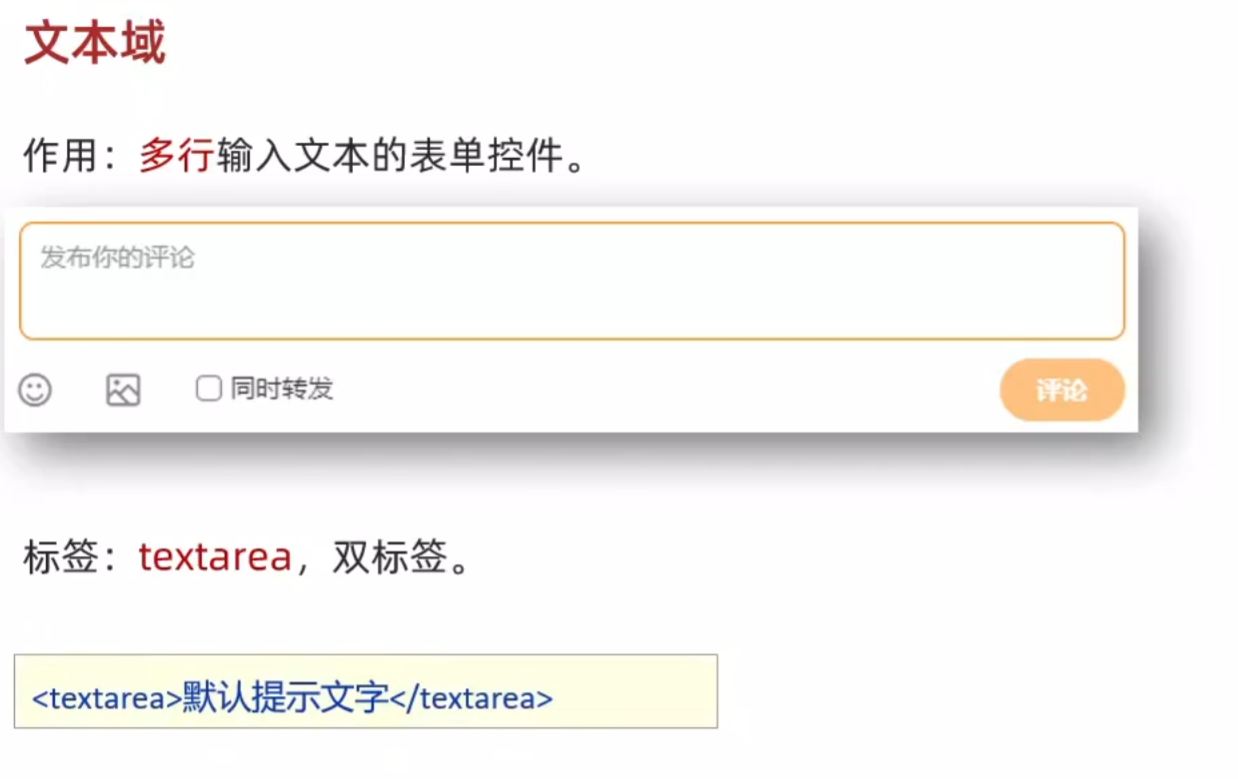 文本域
作用：多行输入文本的表单控件。
发布你的评论
同时转发
评论
标签：textarea，双标签。
<textarea>默认提示文字</textarea>